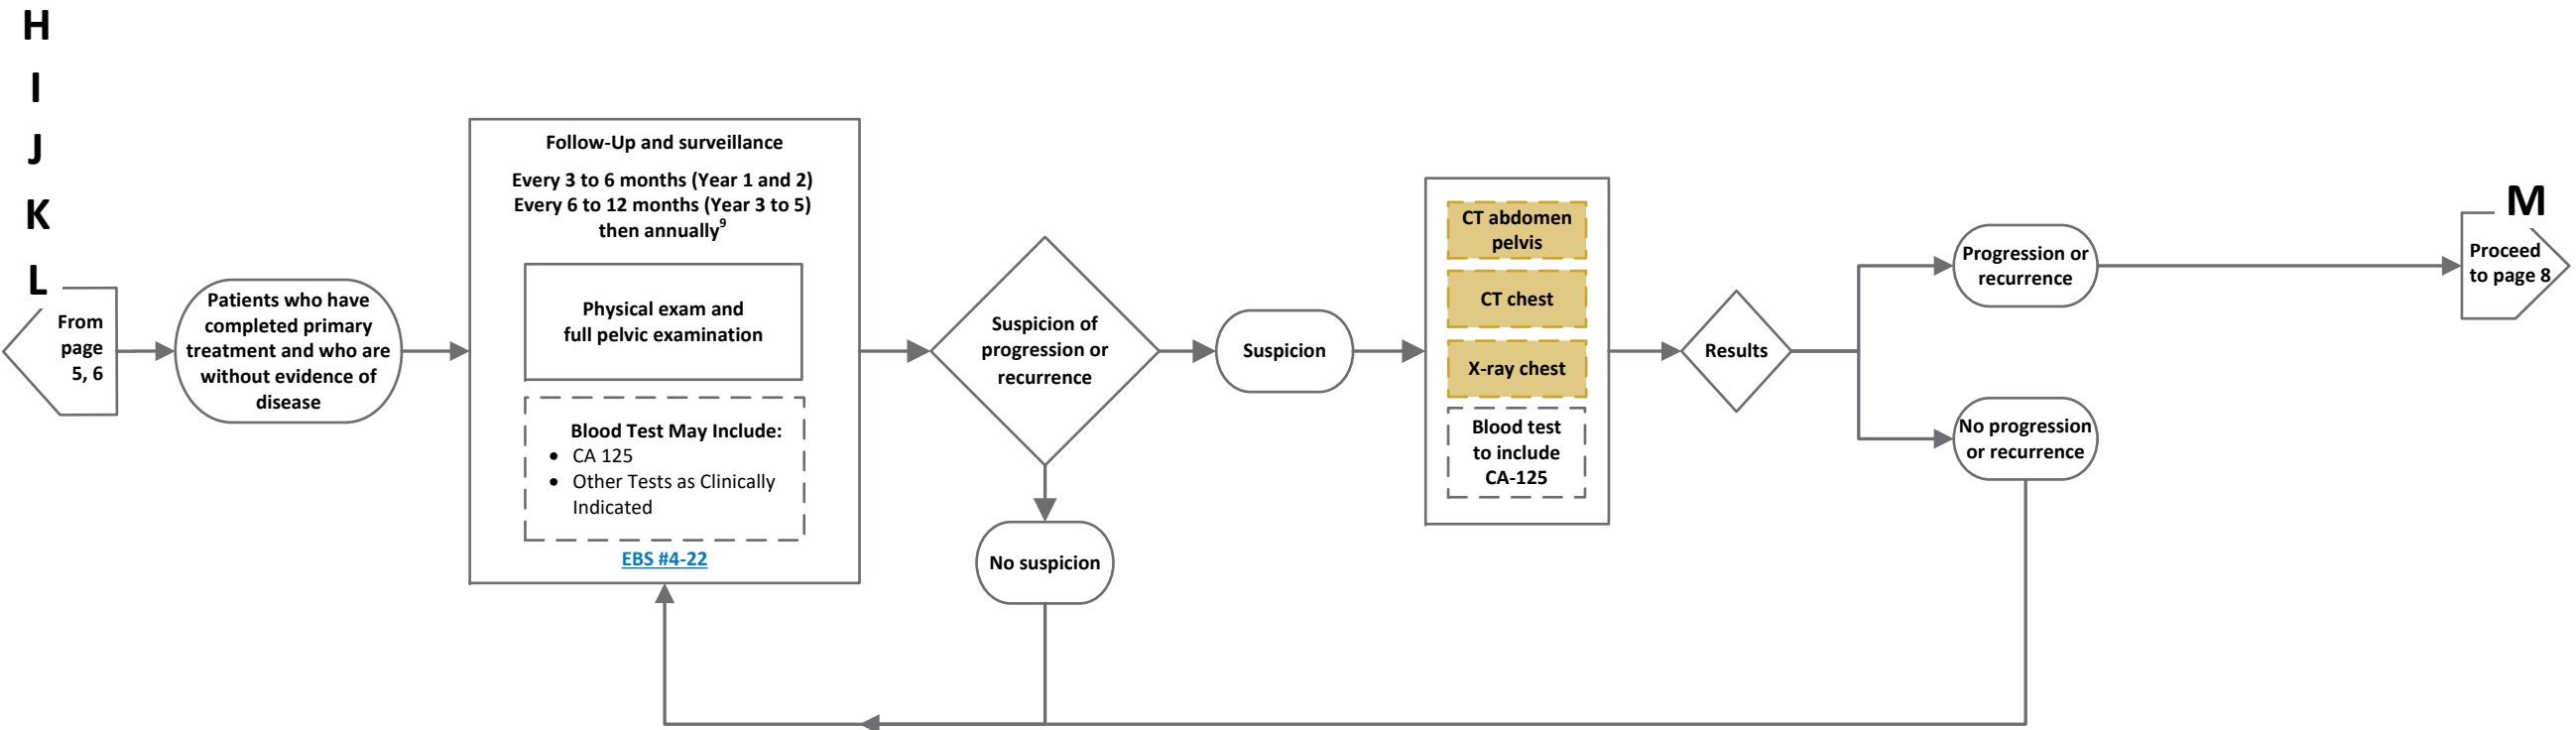 H
I
J
K
L
From
page
5, 6
Patients who have
completed primary
treatment and who are
without evidence of
disease
Follow-Up and surveillance
Every 3 to 6 months (Year 1 and 2)
Every 6 to 12 months (Year 3 to 5)
then annually9
Physical exam and
full pelvic examination
Blood Test May Include:
• CA 125
• Other Tests as Clinically
Indicated
EBS #4-22
Suspicion of
progression or
recurrence
No suspicion
Suspicion
CT abdomen
pelvis
CT chest
X-ray chest
Blood test
to include
CA-125
Results
Progression or
recurrence
No progression
or recurrence
M
Proceed
to page 8